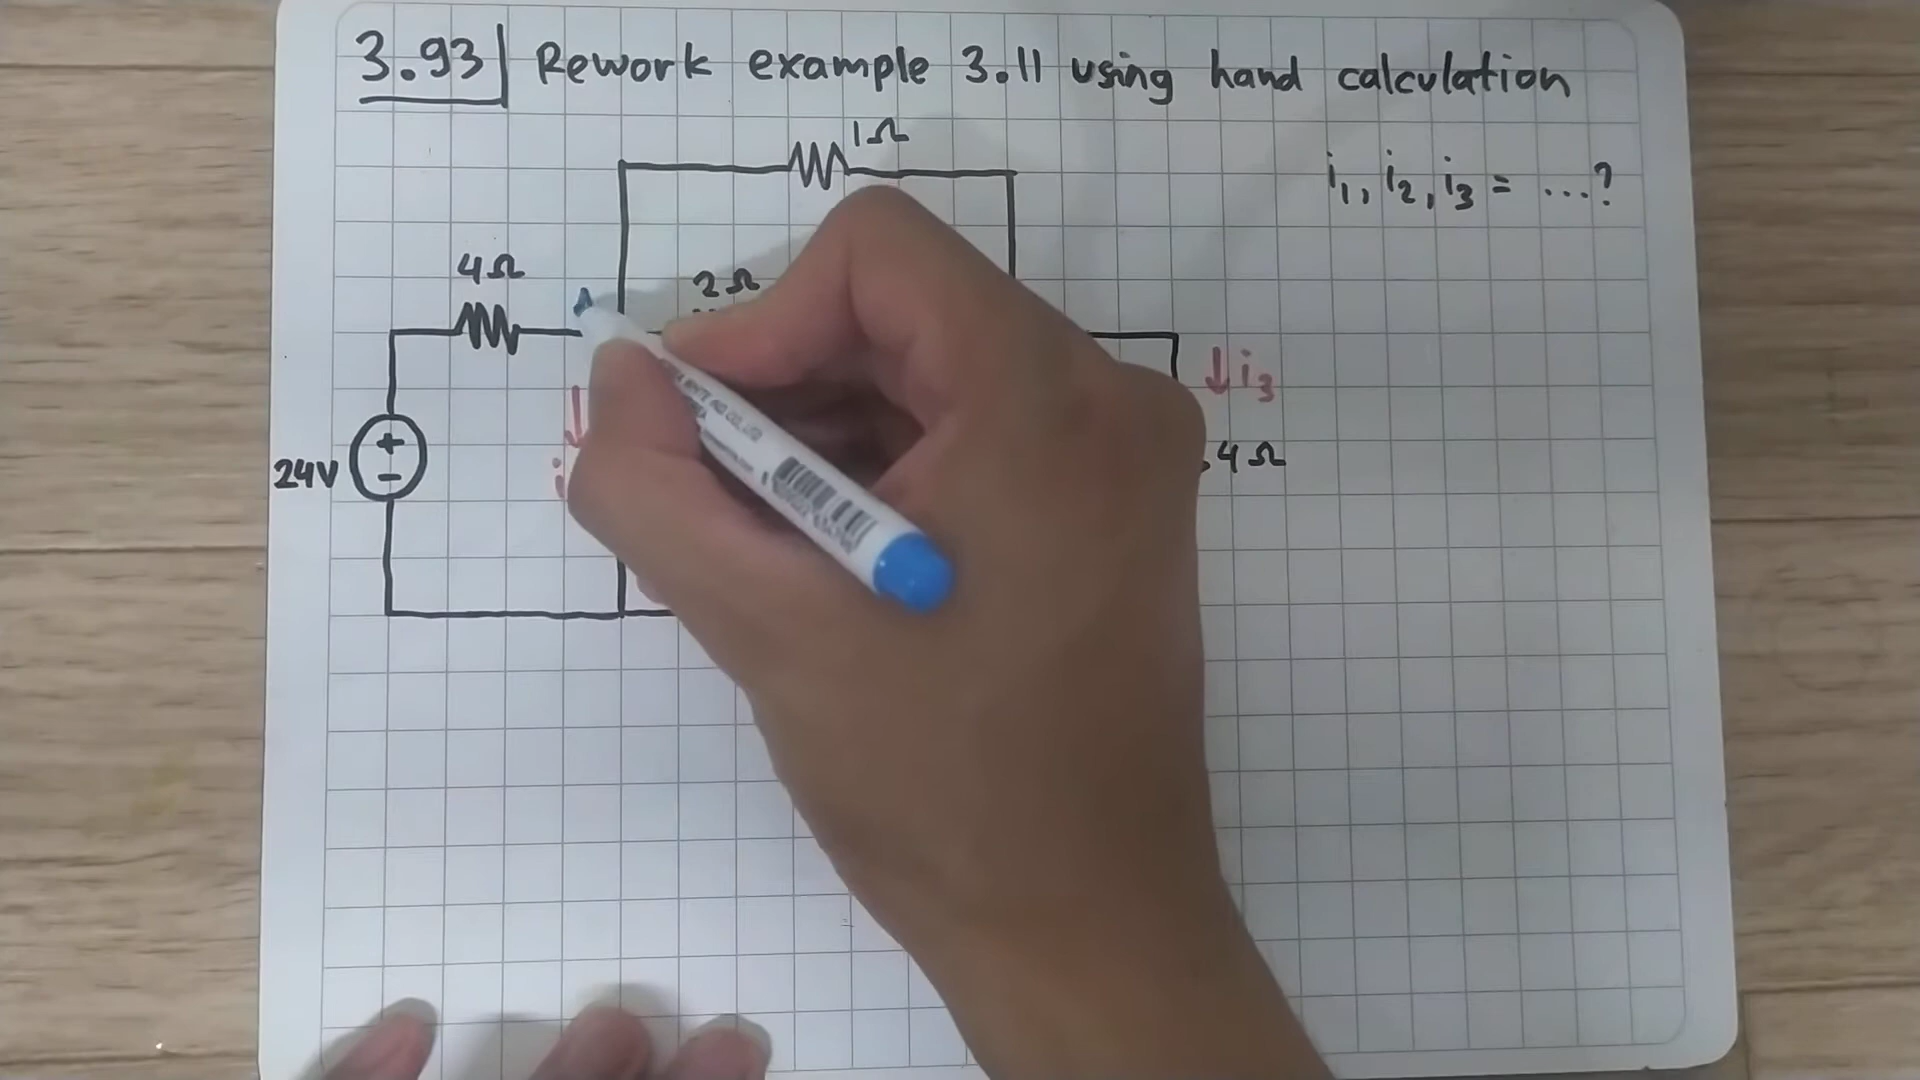 3.93| Rework example 3.11 using hand calculation
1Ω
i1, i2, i3 = ...?
4Ω
2Ω
↓ i3
↓
i
24V
+
−
4Ω